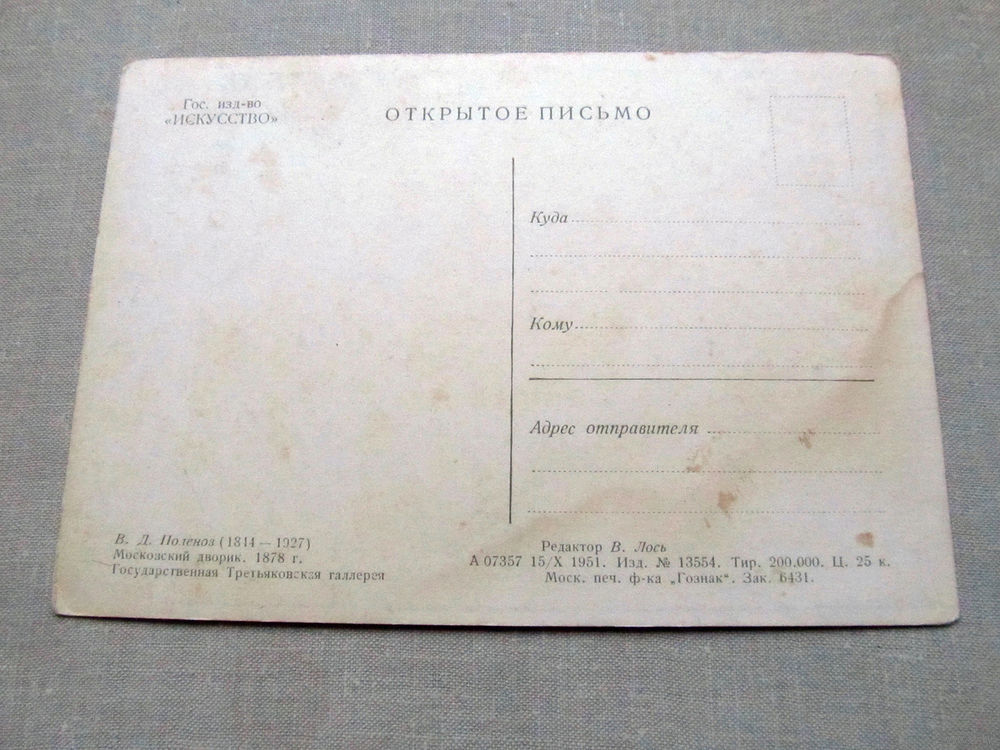 Гос. изд-во
«ИСКУССТВО»
ОТКРЫТОЕ ПИСЬМО
Куда
Кому
Адрес отправителя
В. Д. Поленов (1844 — 1927)
Московский дворик. 1878 г.
Государственная Третьяковская галлерея
Редактор В. Лось
А 07357 15/X 1951. Изд. № 13554. Тир. 200.000. Ц. 25 к.
Моск. печ. ф-ка „Гознак“. Зак. 6431.